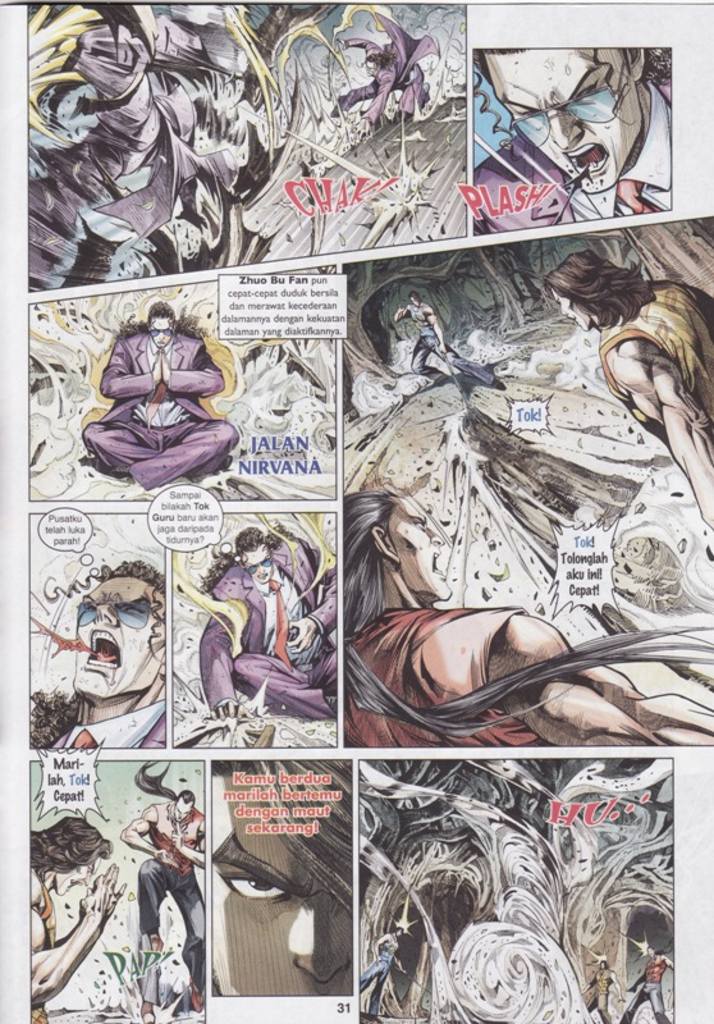 CHAK
PLASH
Zhuo Bu Fan pun
cepat-cepat duduk bersila
dan merawat kecederaan
dalamannya dengan kekuatan
dalaman yang diaktifkannya.
JALAN
NIRVANA
Tok!
Tok!
Tolonglah
aku ini!
Cepat!
Pusatku
telah luka
parah!
Sampai
bilakah Tok
Guru baru akan
jaga daripada
tidurnya?
Mari-
lah, Tok!
Cepat!
PAP
Kamu berdua
marilah bertemu
dengan maut
sekarang!
HU...
31